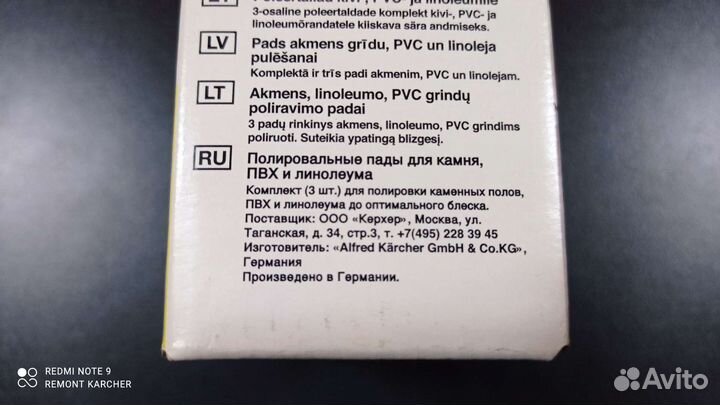 3-osaline poleertaldade komplekt kivi-, PVC- ja
linoleumõrandatele kiiskava sära andmiseks.
LV
Pads akmens grīdu, PVC un linoleja
pulēšanai
Komplektā ir trīs padi akmenim, PVC un linolejam.
LT
Akmens, linoleumo, PVC grindų
poliravimo padai
3 padų rinkinys akmens, linoleumo, PVC grindims
poliruoti. Suteikia ypatingą blizgesį.
RU
Полировальные пады для камня,
ПВХ и линолеума
Комплект (3 шт.) для полировки каменных полов,
ПВХ и линолеума до оптимального блеска.
Поставщик: ООО «Керхер», Москва, ул.
Таганская, д. 34, стр.3, т. +7(495) 228 39 45
Изготовитель: «Alfred Kärcher GmbH & Co.KG»,
Германия
Произведено в Германии.
REDMI NOTE 9
REMONT KARCHER
Avito